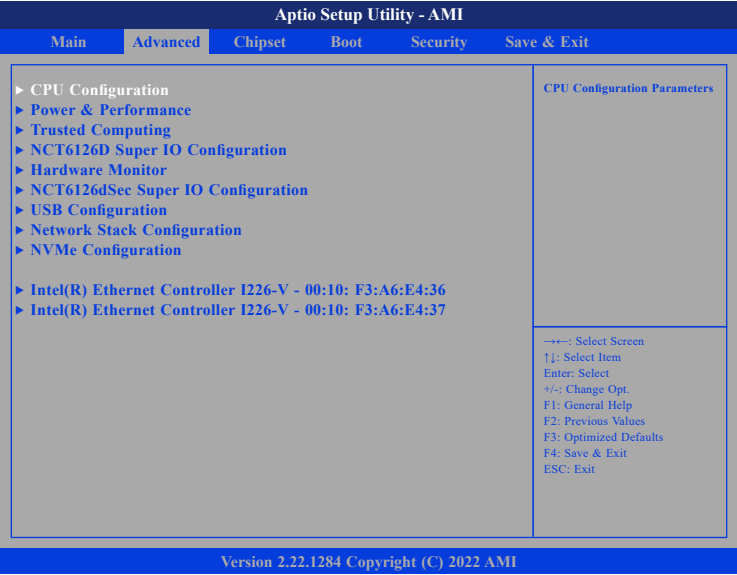 Aptio Setup Utility - AMI
Main Advanced Chipset Boot Security Save & Exit
► CPU Configuration
► Power & Performance
► Trusted Computing
► NCT6126D Super IO Configuration
► Hardware Monitor
► NCT6126dSec Super IO Configuration
► USB Configuration
► Network Stack Configuration
► NVMe Configuration
► Intel(R) Ethernet Controller I226-V - 00:10: F3:A6:E4:36
► Intel(R) Ethernet Controller I226-V - 00:10: F3:A6:E4:37
CPU Configuration Parameters
→←: Select Screen
↑↓: Select Item
Enter: Select
+/-: Change Opt.
F1: General Help
F2: Previous Values
F3: Optimized Defaults
F4: Save & Exit
ESC: Exit
Version 2.22.1284 Copyright (C) 2022 AMI